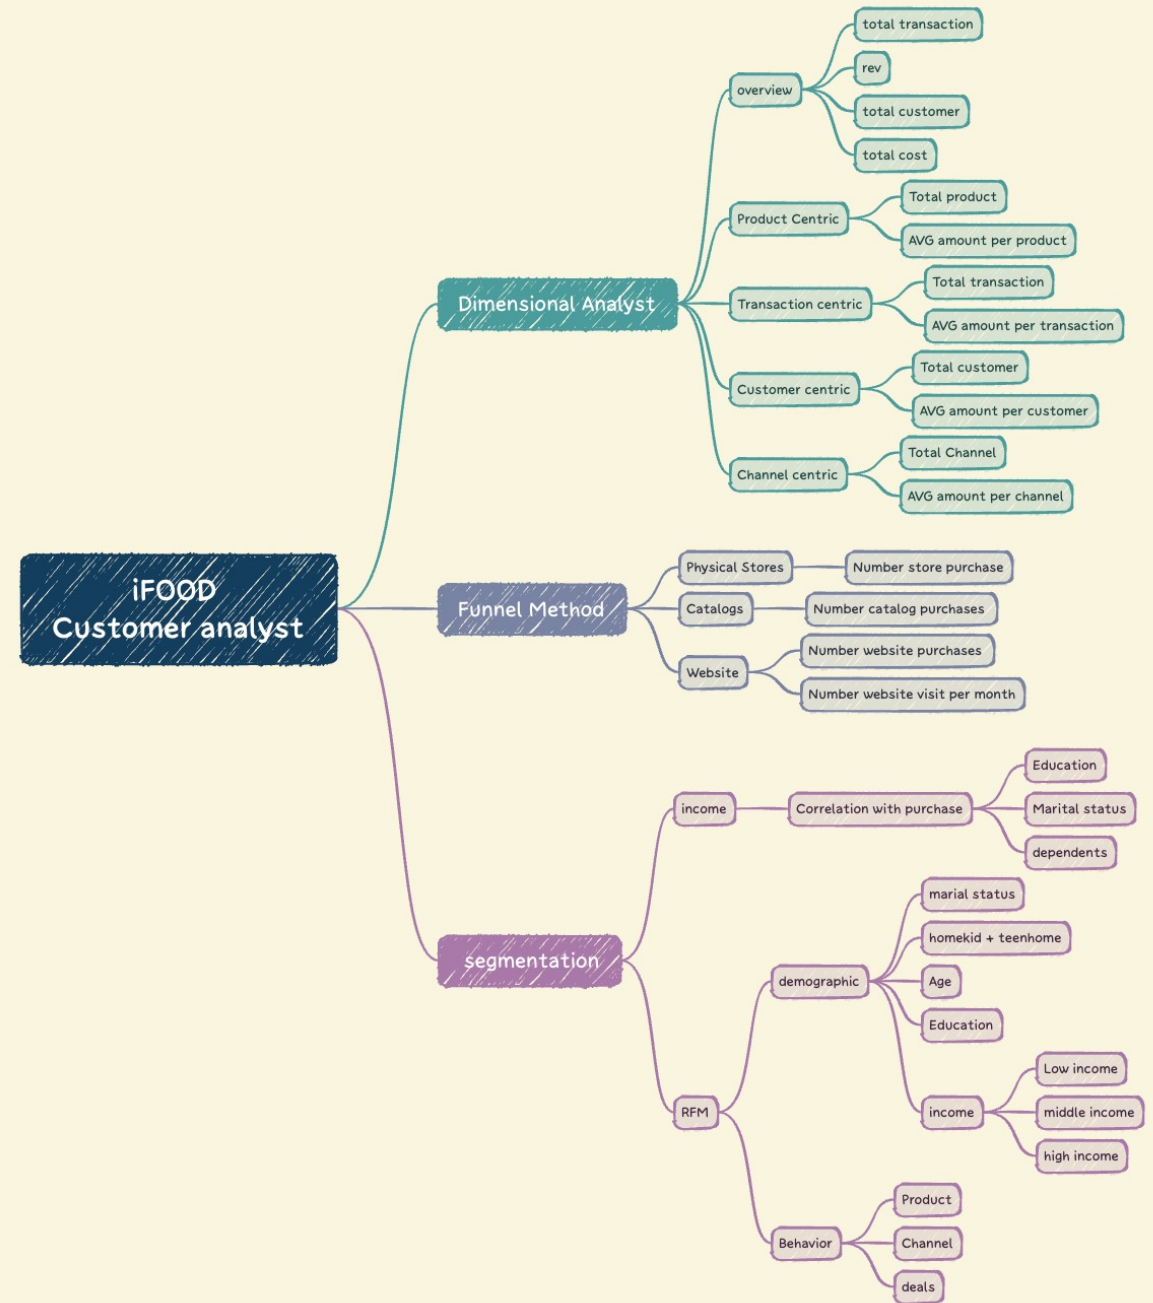 iFOOD
Customer analyst
Dimensional Analyst
overview
total transaction
rev
total customer
total cost
Product Centric
Total product
AVG amount per product
Transaction centric
Total transaction
AVG amount per transaction
Customer centric
Total customer
AVG amount per customer
Channel centric
Total Channel
AVG amount per channel
Funnel Method
Physical Stores
Number store purchase
Catalogs
Number catalog purchases
Website
Number website purchases
Number website visit per month
segmentation
income
Correlation with purchase
Education
Marital status
dependents
RFM
demographic
marial status
homekid + teenhome
Age
Education
income
Low income
middle income
high income
Behavior
Product
Channel
deals